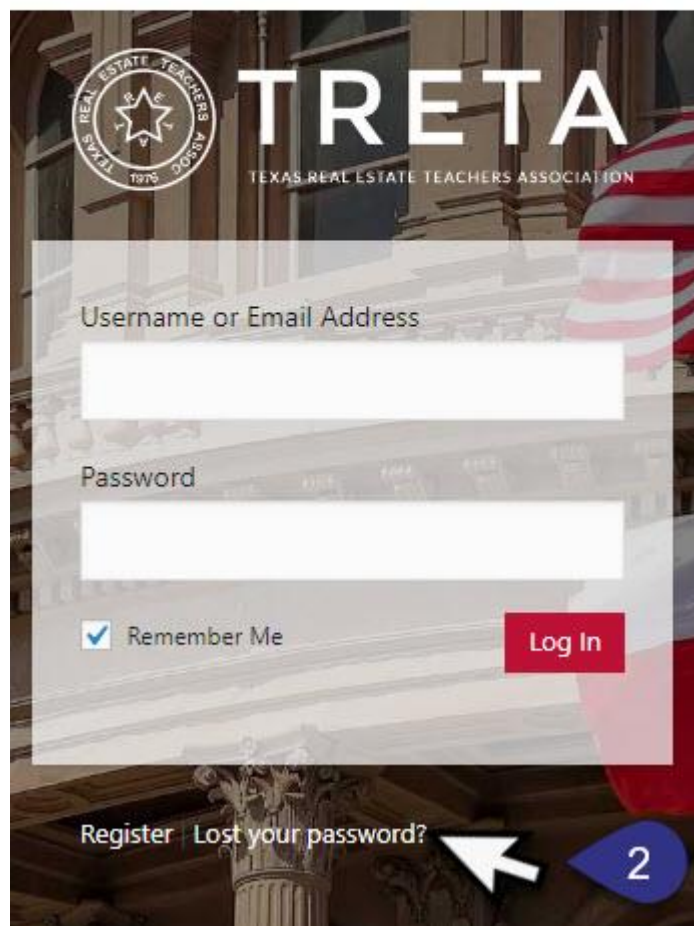 TEXAS REAL ESTATE TEACHERS ASSOC
T R E T A
1976
TRETA
TEXAS REAL ESTATE TEACHERS ASSOCIATION
Username or Email Address
Password
Remember Me
Log In
Register | Lost your password?
2